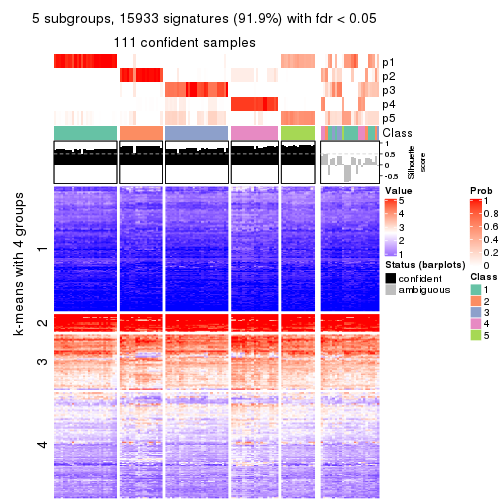 5 subgroups, 15933 signatures (91.9%) with fdr < 0.05
111 confident samples
p1
p2
p3
p4
p5
Class
1
0.5
0
-0.5
Silhouette
score
k-means with 4 groups
1
2
3
4
Value
5
4
3
2
1
Status (barplots)
confident
ambiguous
Prob
1
0.8
0.6
0.4
0.2
0
Class
1
2
3
4
5